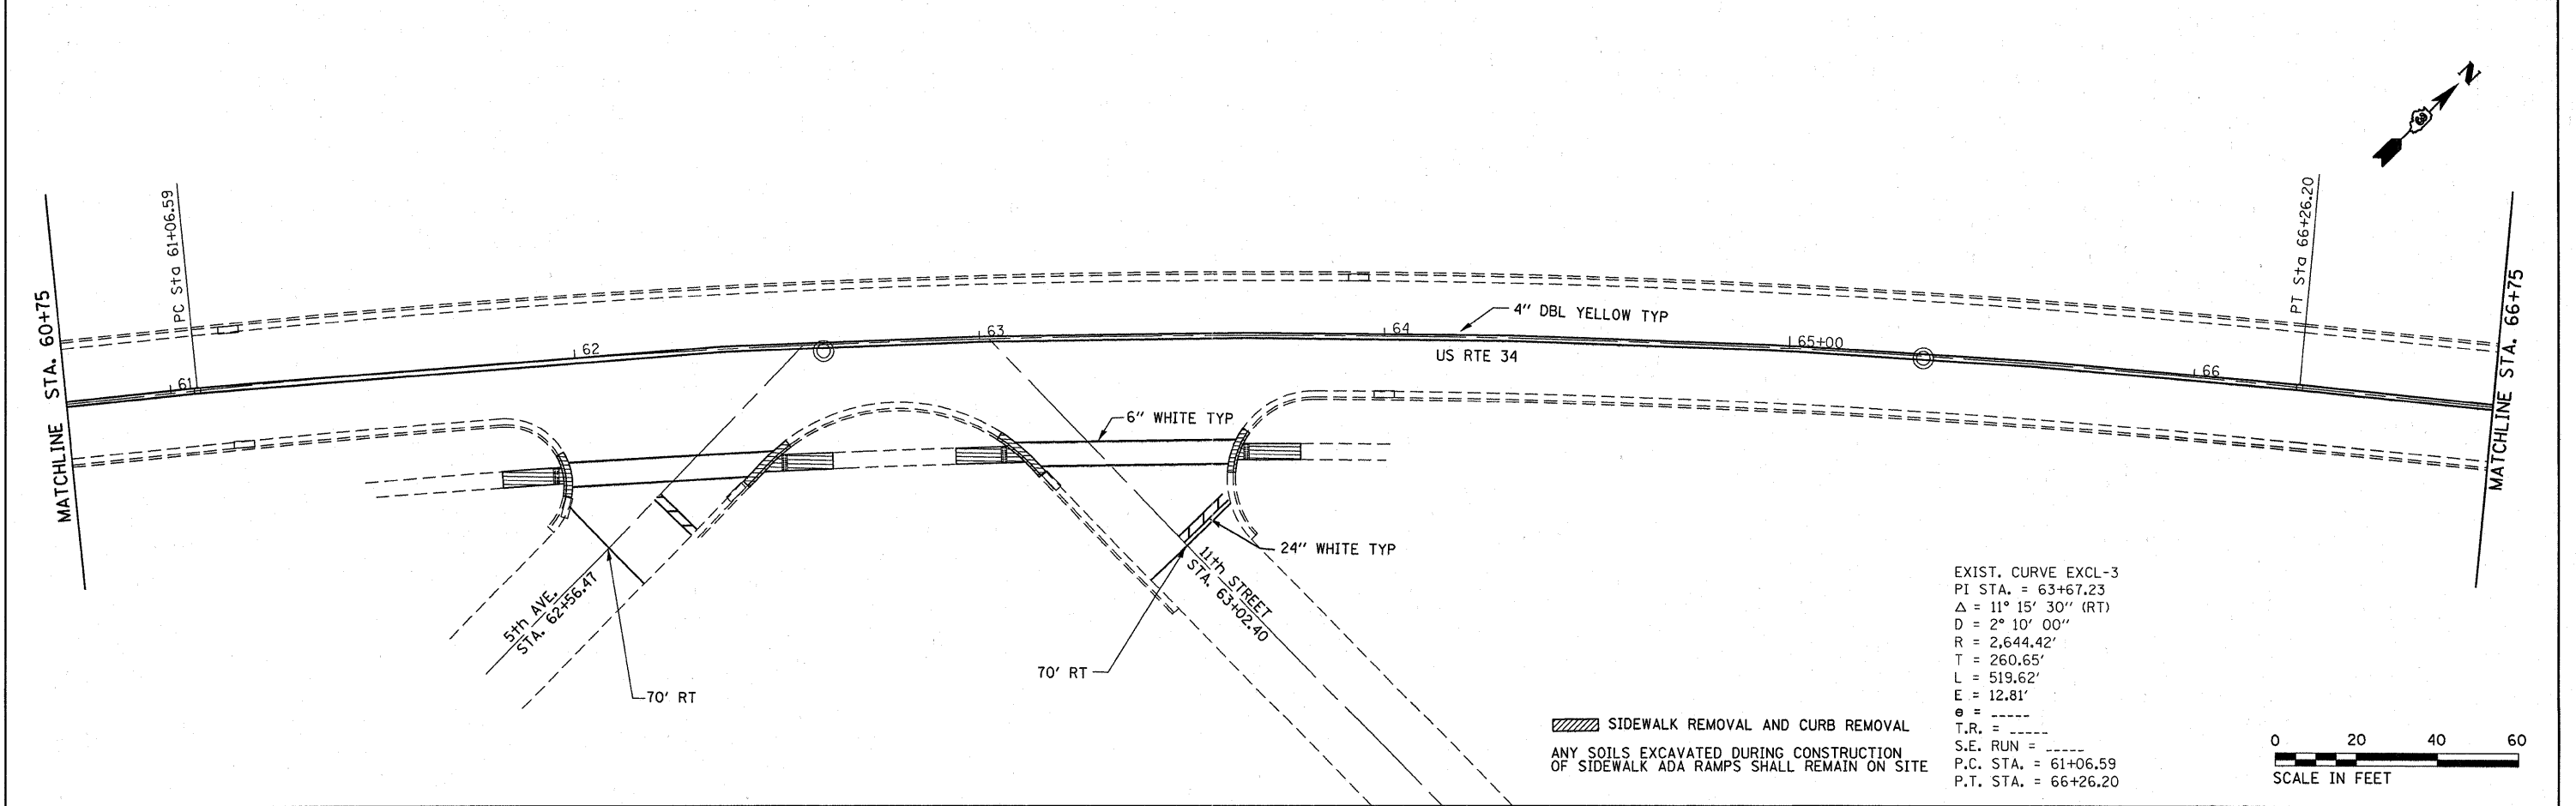 N
3
MATCHLINE STA. 60+75
PC Sta 61+06.59
61
62
63
64
65+00
66
4" DBL YELLOW TYP
US RTE 34
PT Sta 66+26.20
MATCHLINE STA. 66+75
6" WHITE TYP
24" WHITE TYP
5th AVE.
STA. 62+56.47
11th STREET
STA. 63+02.40
70' RT
70' RT
EXIST. CURVE EXCL-3
PI STA. = 63+67.23
Δ = 11° 15' 30" (RT)
D = 2° 10' 00"
R = 2,644.42'
T = 260.65'
L = 519.62'
E = 12.81'
e = _____
T.R. = _____
S.E. RUN = _____
P.C. STA. = 61+06.59
P.T. STA. = 66+26.20
SIDEWALK REMOVAL AND CURB REMOVAL
ANY SOILS EXCAVATED DURING CONSTRUCTION
OF SIDEWALK ADA RAMPS SHALL REMAIN ON SITE
0 20 40 60
SCALE IN FEET